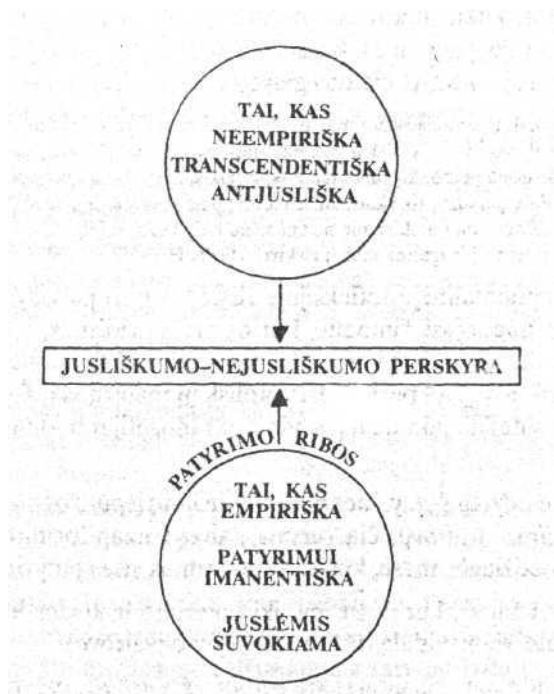 TAI, KAS
NEEMPIRIŠKA
TRANSCENDENTIŠKA
ANTJUSLIŠKA
JUSLIŠKUMO–NEJUSLIŠKUMO PERSKYRA
PATYRIMO RIBOS
TAI, KAS
EMPIRIŠKA
PATYRIMUI
IMANENTIŠKA
JUSLĖMIS
SUVOKIAMA